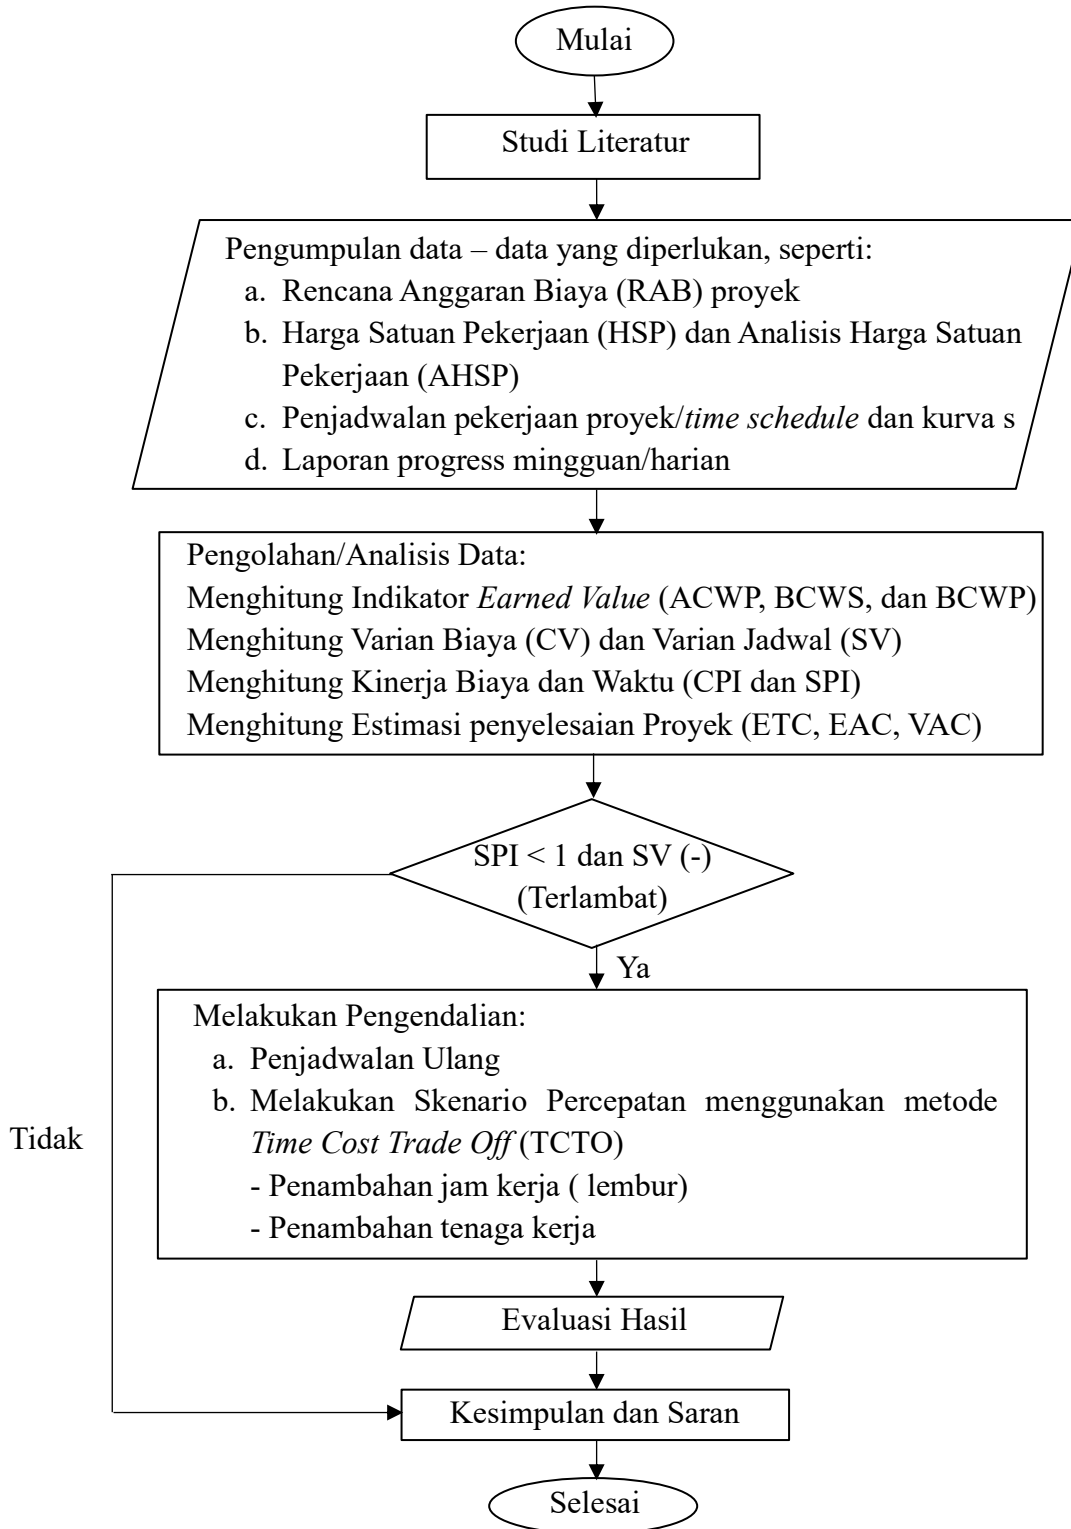 Mulai
Studi Literatur
Pengumpulan data – data yang diperlukan, seperti:
a. Rencana Anggaran Biaya (RAB) proyek
b. Harga Satuan Pekerjaan (HSP) dan Analisis Harga Satuan
Pekerjaan (AHSP)
c. Penjadwalan pekerjaan proyek/time schedule dan kurva s
d. Laporan progress mingguan/harian
Pengolahan/Analisis Data:
Menghitung Indikator Earned Value (ACWP, BCWS, dan BCWP)
Menghitung Varian Biaya (CV) dan Varian Jadwal (SV)
Menghitung Kinerja Biaya dan Waktu (CPI dan SPI)
Menghitung Estimasi penyelesaian Proyek (ETC, EAC, VAC)
SPI < 1 dan SV (-)
(Terlambat)
Ya
Melakukan Pengendalian:
a. Penjadwalan Ulang
b. Melakukan Skenario Percepatan menggunakan metode
Time Cost Trade Off (TCTO)
- Penambahan jam kerja ( lembur)
- Penambahan tenaga kerja
Tidak
Evaluasi Hasil
Kesimpulan dan Saran
Selesai